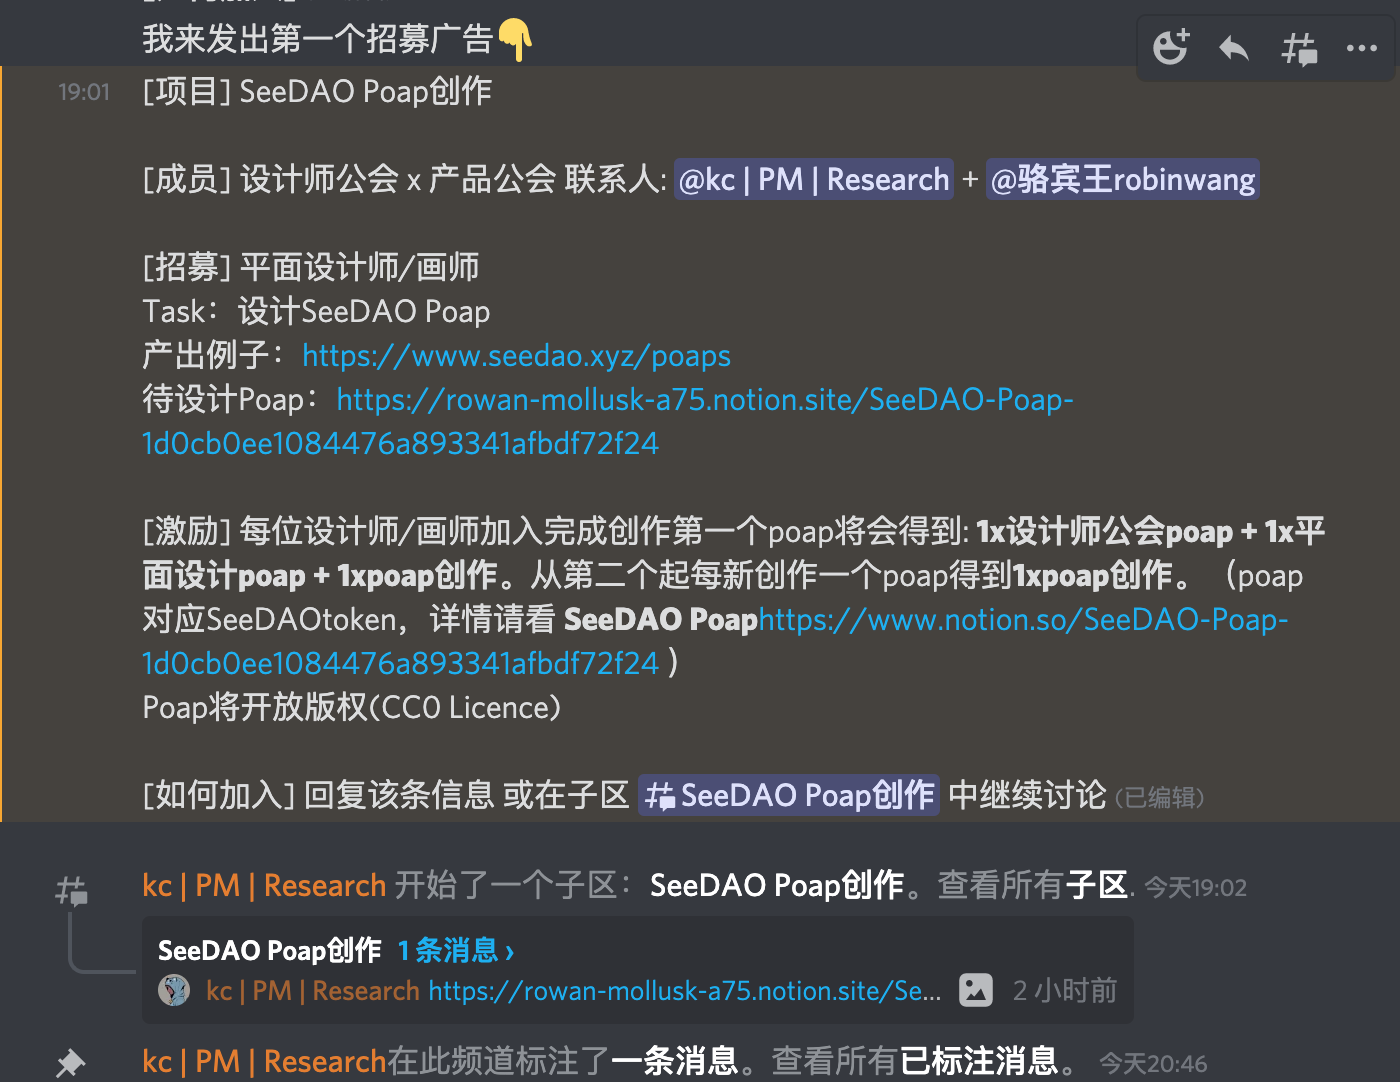 我来发出第一个招募广告👇
19:01 [项目] SeeDAO Poap创作
[成员] 设计师公会 x 产品公会 联系人: @kc | PM | Research + @骆宾王robinwang
[招募] 平面设计师/画师
Task：设计SeeDAO Poap
产出例子：https://www.seedao.xyz/poaps
待设计Poap：https://rowan-mollusk-a75.notion.site/SeeDAO-Poap-
1d0cb0ee1084476a893341afbdf72f24
[激励] 每位设计师/画师加入完成创作第一个poap将会得到: 1x设计师公会poap + 1x平
面设计poap + 1xpoap创作。从第二个起每新创作一个poap得到1xpoap创作。（poap
对应SeeDAOtoken，详情请看 SeeDAO Poaphttps://www.notion.so/SeeDAO-Poap-
1d0cb0ee1084476a893341afbdf72f24 )
Poap将开放版权(CC0 Licence)
[如何加入] 回复该条信息 或在子区 SeeDAO Poap创作 中继续讨论 (已编辑)
kc | PM | Research 开始了一个子区：SeeDAO Poap创作。查看所有子区. 今天19:02
SeeDAO Poap创作 1 条消息 ›
kc | PM | Research https://rowan-mollusk-a75.notion.site/Se... 2 小时前
kc | PM | Research在此频道标注了一条消息。查看所有已标注消息。 今天20:46